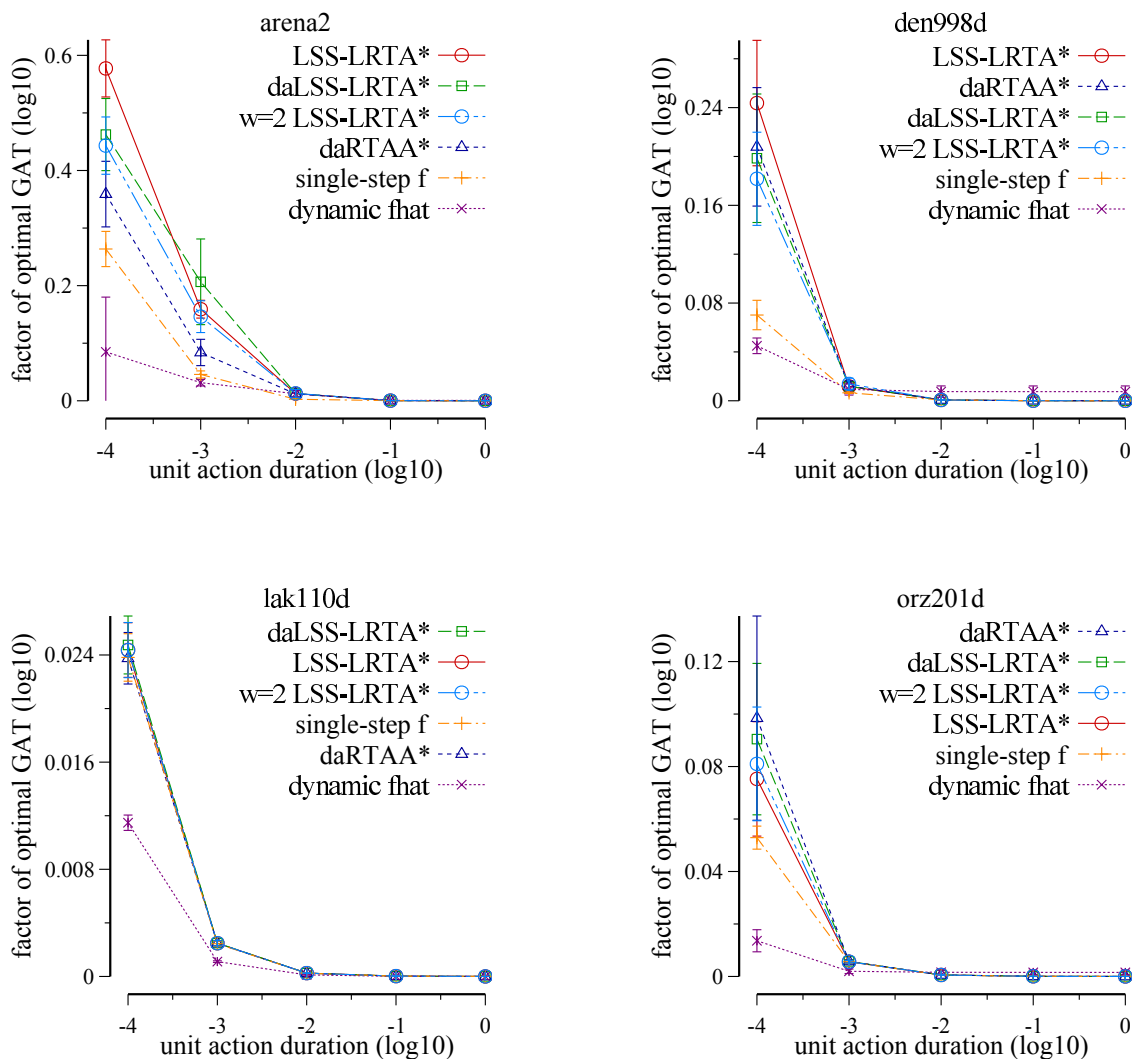 arena2
factor of optimal GAT (log10)
0.6
0.4
0.2
0
LSS-LRTA*
daLSS-LRTA*
w=2 LSS-LRTA*
daRTAA*
single-step f
dynamic fhat
-4 -3 -2 -1 0
unit action duration (log10)
den998d
factor of optimal GAT (log10)
0.24
0.16
0.08
0
LSS-LRTA*
daRTAA*
daLSS-LRTA*
w=2 LSS-LRTA*
single-step f
dynamic fhat
-4 -3 -2 -1 0
unit action duration (log10)
lak110d
factor of optimal GAT (log10)
0.024
0.016
0.008
0
daLSS-LRTA*
LSS-LRTA*
w=2 LSS-LRTA*
single-step f
daRTAA*
dynamic fhat
-4 -3 -2 -1 0
unit action duration (log10)
orz201d
factor of optimal GAT (log10)
0.12
0.08
0.04
0
daRTAA*
daLSS-LRTA*
w=2 LSS-LRTA*
LSS-LRTA*
single-step f
dynamic fhat
-4 -3 -2 -1 0
unit action duration (log10)